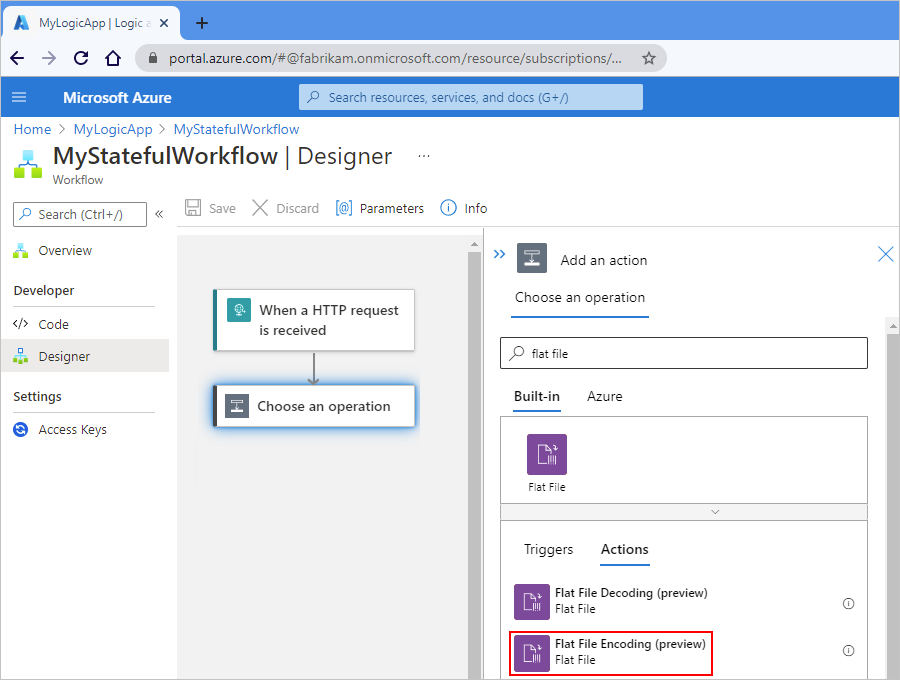 MyLogicApp | Logic a
portal.azure.com/#@fabrikam.onmicrosoft.com/resource/subscriptions/...
Microsoft Azure
Search resources, services, and docs (G+/)
Home > MyLogicApp > MyStatefulWorkflow
MyStatefulWorkflow | Designer ...
Workflow
Search (Ctrl+/)
«
Overview
Developer
</> Code
Designer
Settings
Access Keys
Save
Discard
[@] Parameters
Info
When a HTTP request
is received
Choose an operation
Add an action
Choose an operation
flat file
Built-in
Azure
Flat File
Triggers
Actions
Flat File Decoding (preview)
Flat File
Flat File Encoding (preview)
Flat File